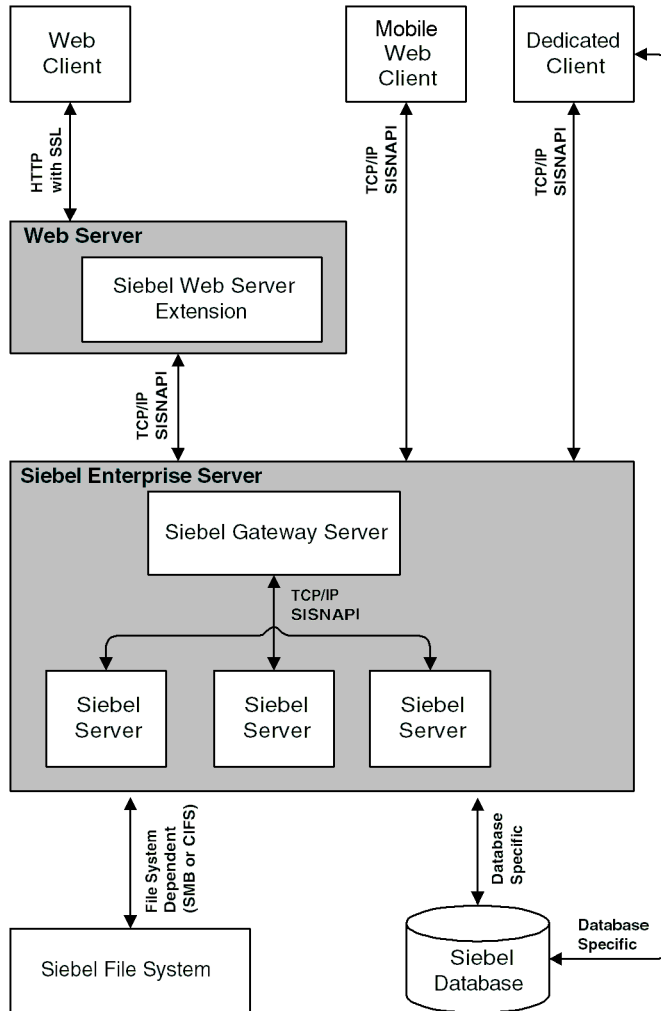 Web
Client
Mobile
Web
Client
Dedicated
Client
HTTP
with SSL
TCP/IP
SISNAPI
TCP/IP
SISNAPI
Web Server
Siebel Web Server
Extension
TCP/IP
SISNAPI
Siebel Enterprise Server
Siebel Gateway Server
TCP/IP
SISNAPI
Siebel
Server
Siebel
Server
Siebel
Server
File System
Dependent
(SMB or CIFS)
Database
Specific
Siebel File System
Siebel
Database
Database
Specific